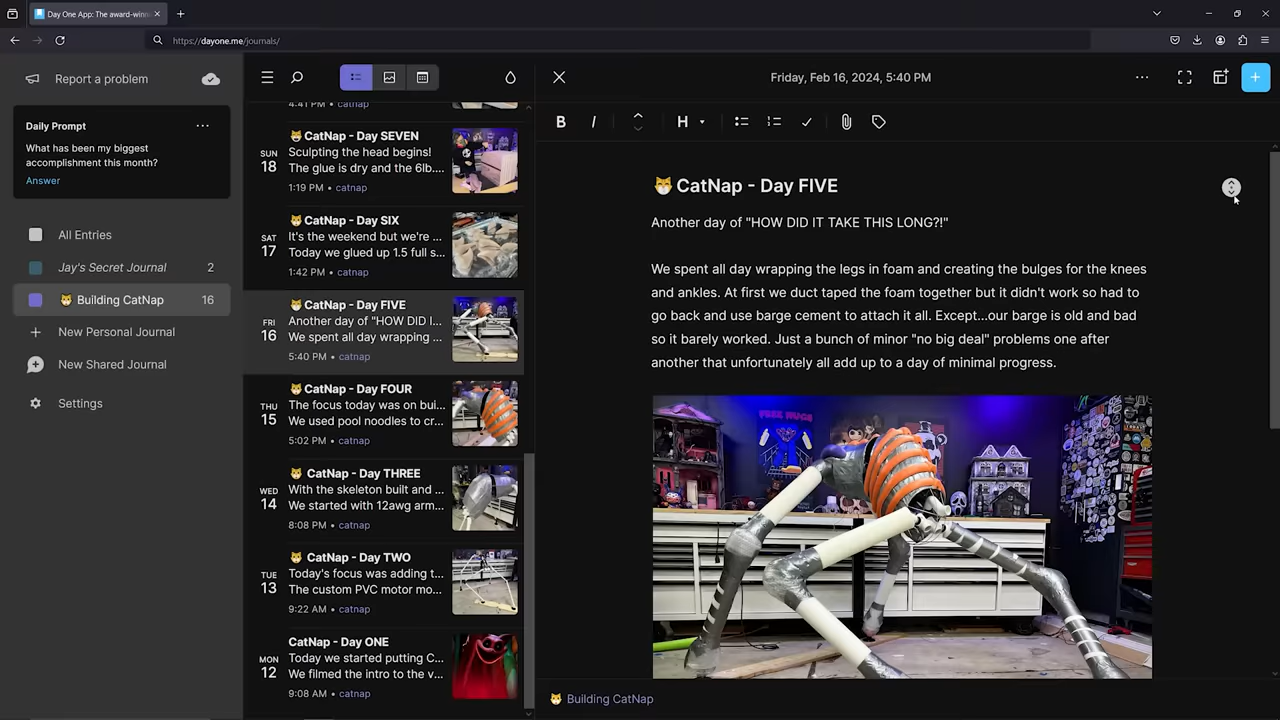 Day One App: The award-winn
https://dayone.me/journals/
Report a problem
Daily Prompt
What has been my biggest
accomplishment this month?
Answer
All Entries
Jay's Secret Journal 2
Building CatNap 16
New Personal Journal
New Shared Journal
Settings
4:41 PM • catnap
SUN
18
CatNap - Day SEVEN
Sculpting the head begins!
The glue is dry and the 6lb...
1:19 PM • catnap
SAT
17
CatNap - Day SIX
It's the weekend but we're ...
Today we glued up 1.5 full s...
1:42 PM • catnap
FRI
16
CatNap - Day FIVE
Another day of "HOW DID I...
We spent all day wrapping ...
5:40 PM • catnap
THU
15
CatNap - Day FOUR
The focus today was on bui...
We used pool noodles to cr...
5:02 PM • catnap
WED
14
CatNap - Day THREE
With the skeleton built and ...
We started with 12awg arm...
8:08 PM • catnap
TUE
13
CatNap - Day TWO
Today's focus was adding t...
The custom PVC motor mo...
9:22 AM • catnap
MON
12
CatNap - Day ONE
Today we started putting C...
We filmed the intro to the v...
9:08 AM • catnap
Friday, Feb 16, 2024, 5:40 PM
B I H
CatNap - Day FIVE
Another day of "HOW DID IT TAKE THIS LONG?!"
We spent all day wrapping the legs in foam and creating the bulges for the knees
and ankles. At first we duct taped the foam together but it didn't work so had to
go back and use barge cement to attach it all. Except...our barge is old and bad
so it barely worked. Just a bunch of minor "no big deal" problems one after
another that unfortunately all add up to a day of minimal progress.
FREE HUGS
Building CatNap